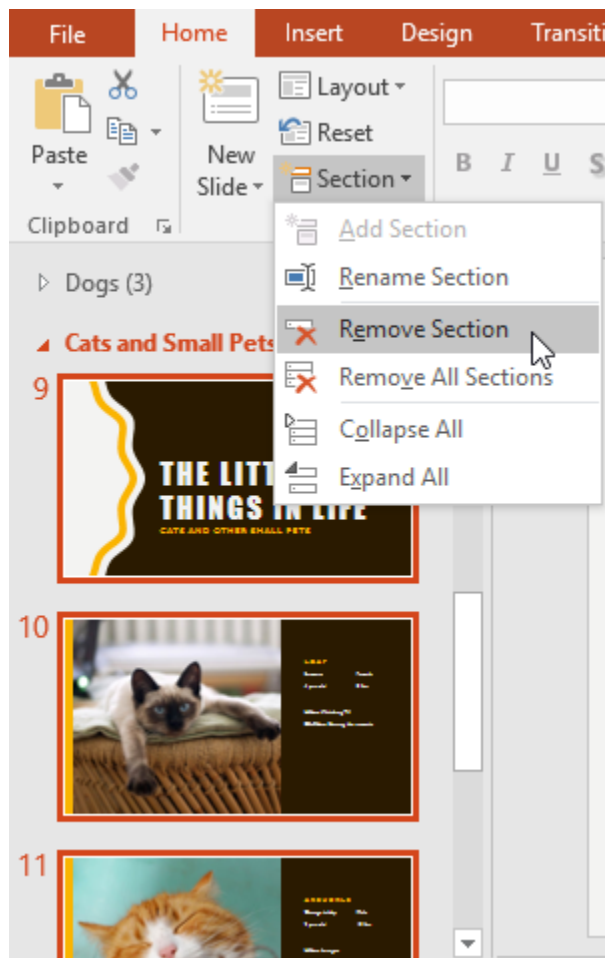 File Home Insert Design Transiti
Layout
Reset
Paste New Slide Section
B I U S
Clipboard
Add Section
Rename Section
Remove Section
Remove All Sections
Collapse All
Expand All
Dogs (3)
Cats and Small Pets
9
THE LITT
THINGS IN LIFE
CATS AND OTHER SMALL PETS
10
LEAF
11